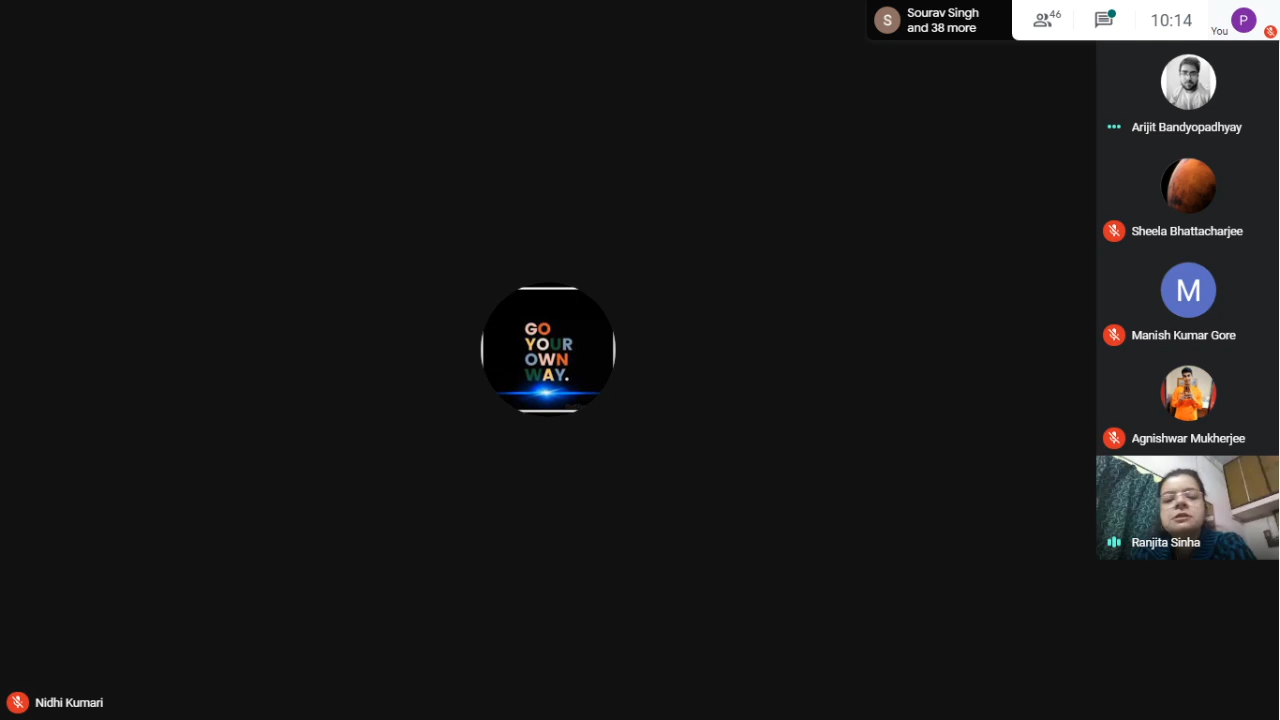 Sourav Singh
and 38 more
S
46
10:14
You
P
Arijit Bandyopadhyay
Sheela Bhattacharjee
M
Manish Kumar Gore
Agnishwar Mukherjee
Ranjita Sinha
GO
YOUR
OWN
WAY.
Nidhi Kumari